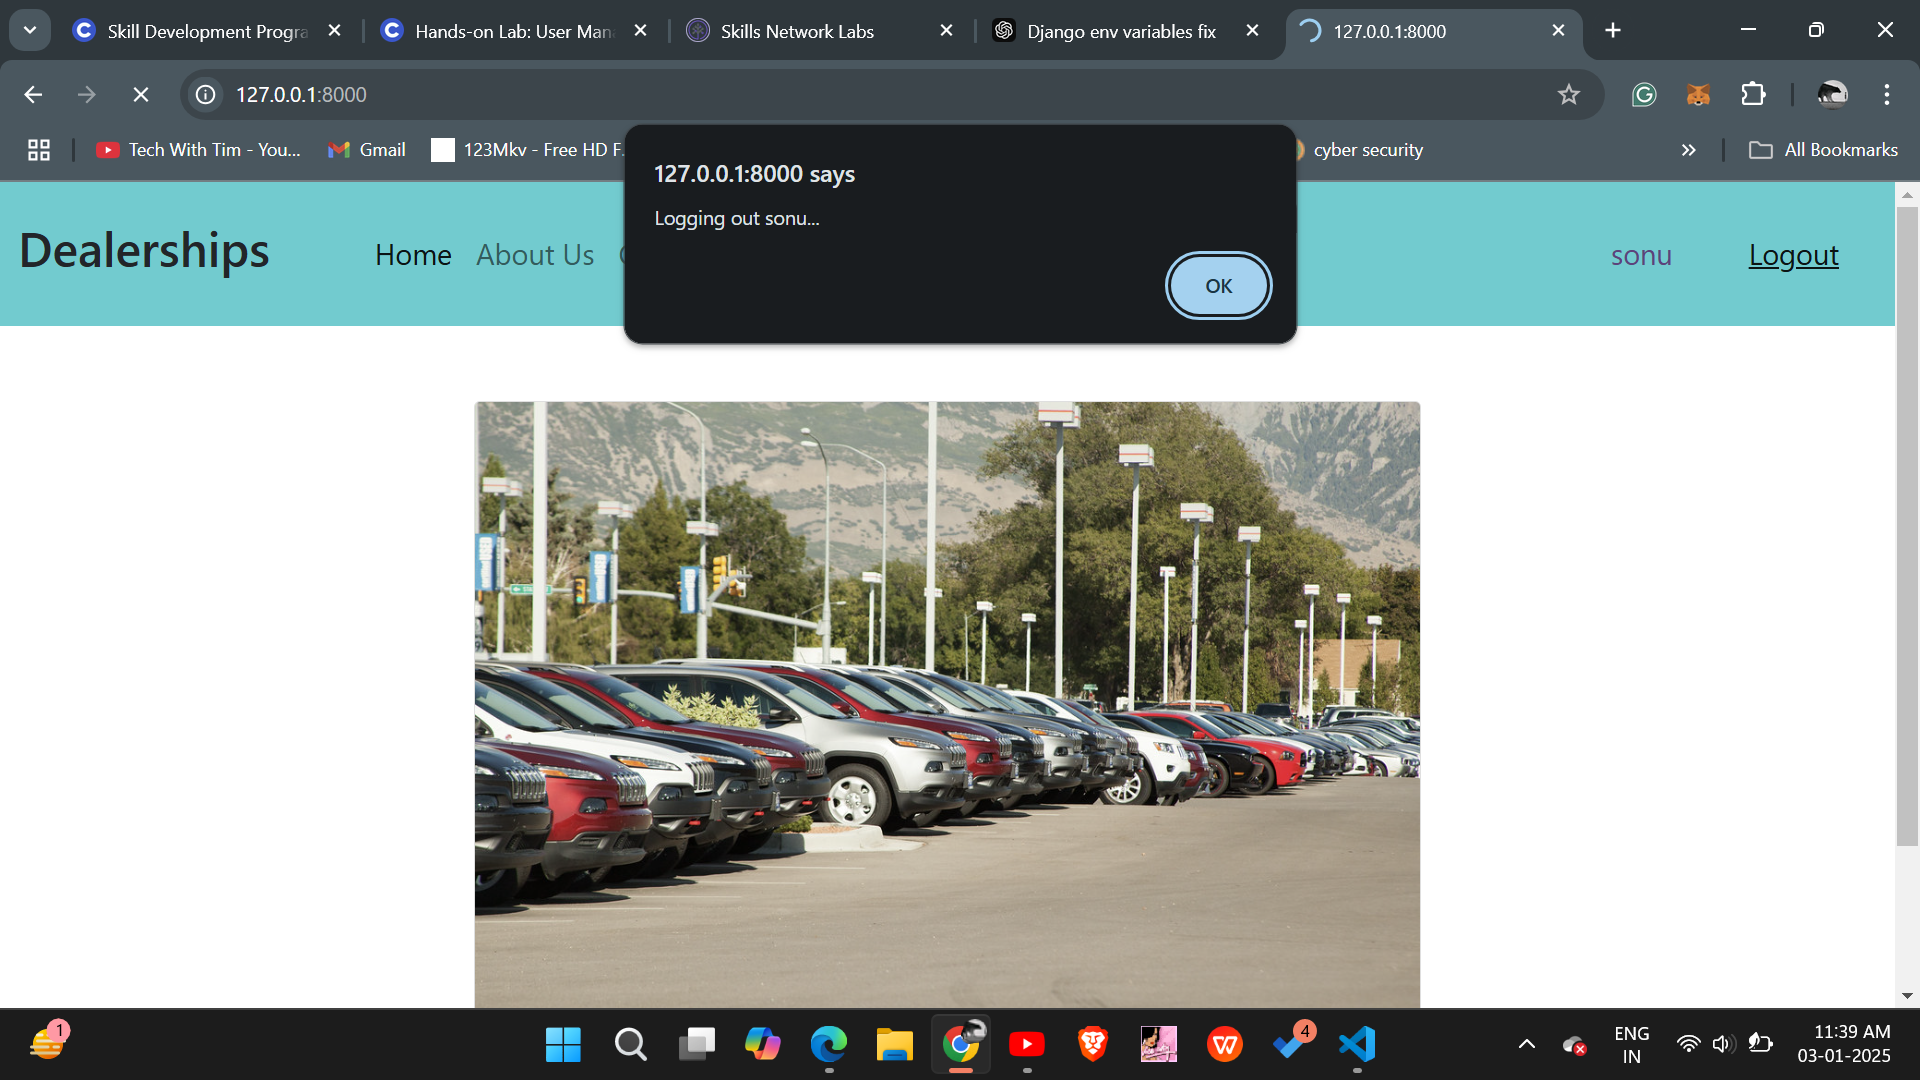 Skill Development Progra
Hands-on Lab: User Man
Skills Network Labs
Django env variables fix
127.0.0.1:8000
127.0.0.1:8000
Tech With Tim - You...
Gmail
123Mkv - Free HD F.
cyber security
All Bookmarks
127.0.0.1:8000 says
Logging out sonu...
OK
Dealerships
Home
About Us
sonu
Logout
1
4
ENG
IN
11:39 AM
03-01-2025